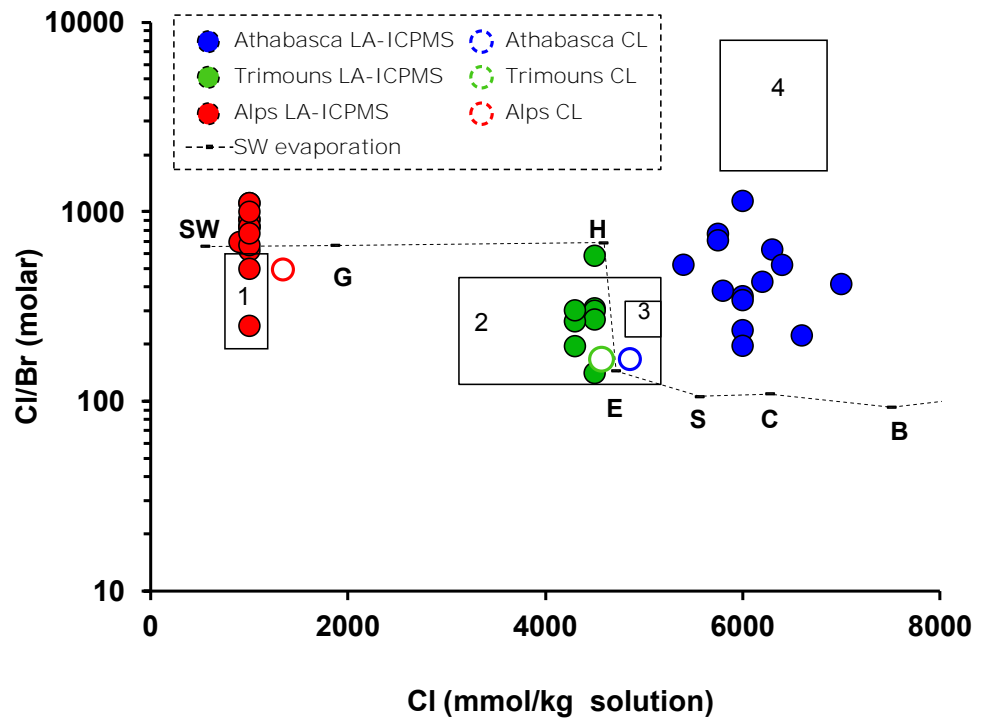 10000
1000
100
10
Cl/Br (molar)
Athabasca LA-ICPMS
Athabasca CL
Trimouns LA-ICPMS
Trimouns CL
Alps LA-ICPMS
Alps CL
SW evaporation
4
SW
G
H
1
2
3
E
S
C
B
0
2000
4000
6000
8000
Cl (mmol/kg solution)